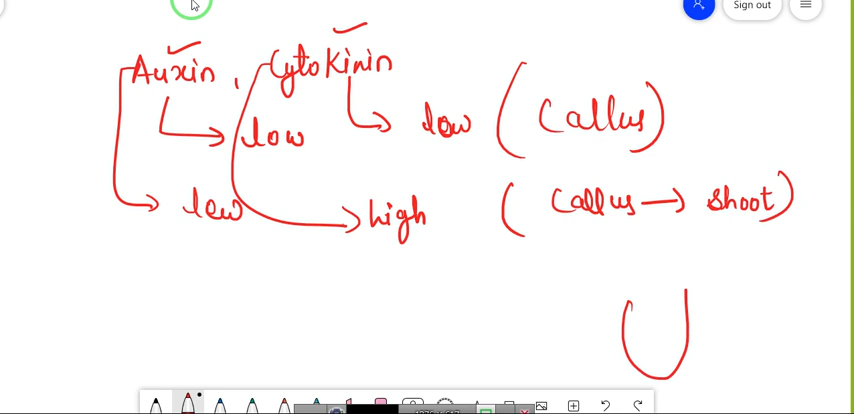 Sign out
Auxin, Cytokinin
low low (Callus)
low high (Callus → shoot)